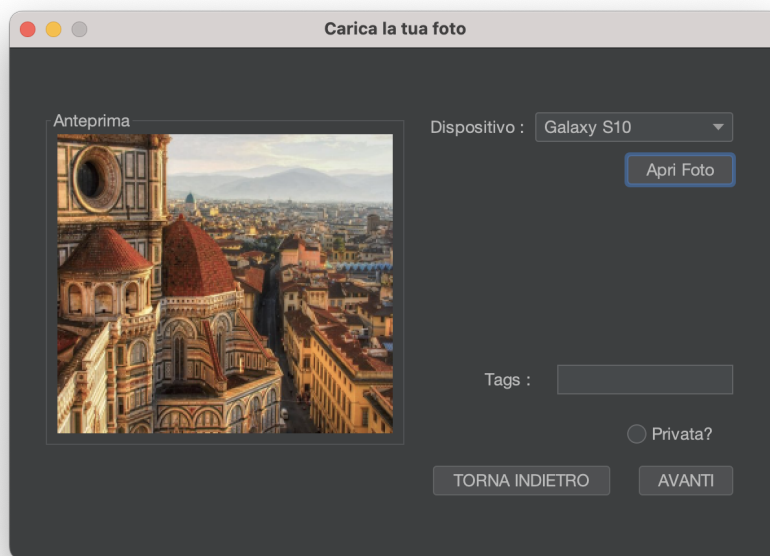 Carica la tua foto
Anteprima
Dispositivo : Galaxy S10
Apri Foto
Tags :
Privata?
TORNA INDIETRO AVANTI